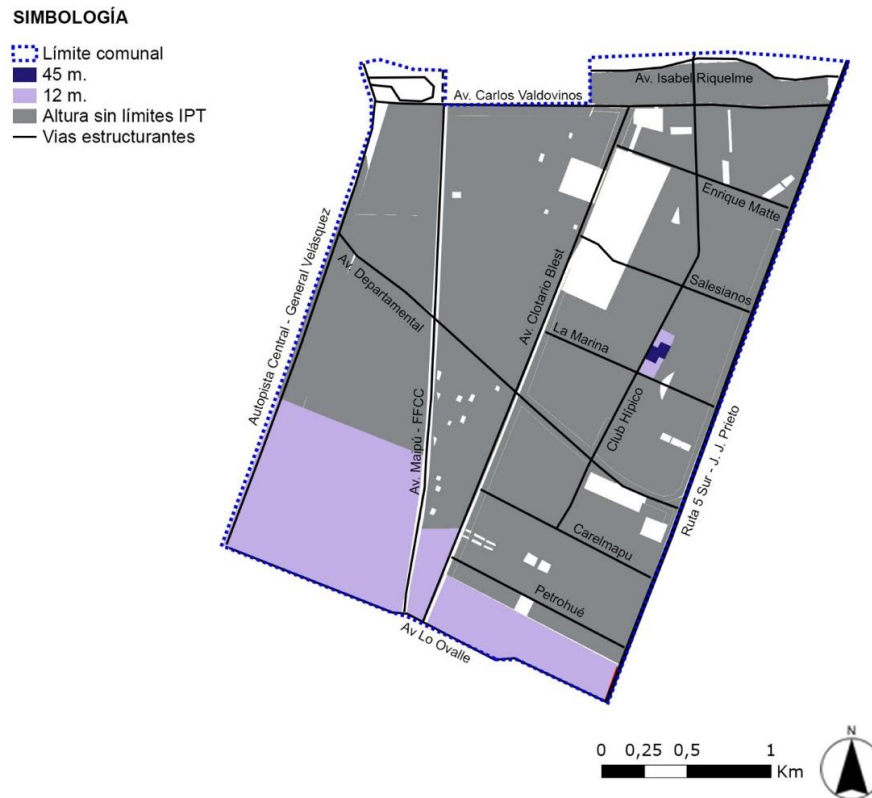 SIMBOLOGÍA
Límite comunal
45 m.
12 m.
Altura sin límites IPT
Vias estructurantes
Av. Isabel Riquelme
Av. Carlos Valdovinos
Enrique Matte
Autopista Central - General Velásquez
Av. Departamental
Av. Clotario Blest
Salesianos
La Marina
Club Hípico
Av. Maipú - FFCC
Ruta 5 Sur - J. J. Prieto
Carelmapu
Petrohué
Av Lo Ovalle
0 0,25 0,5 1
Km
N